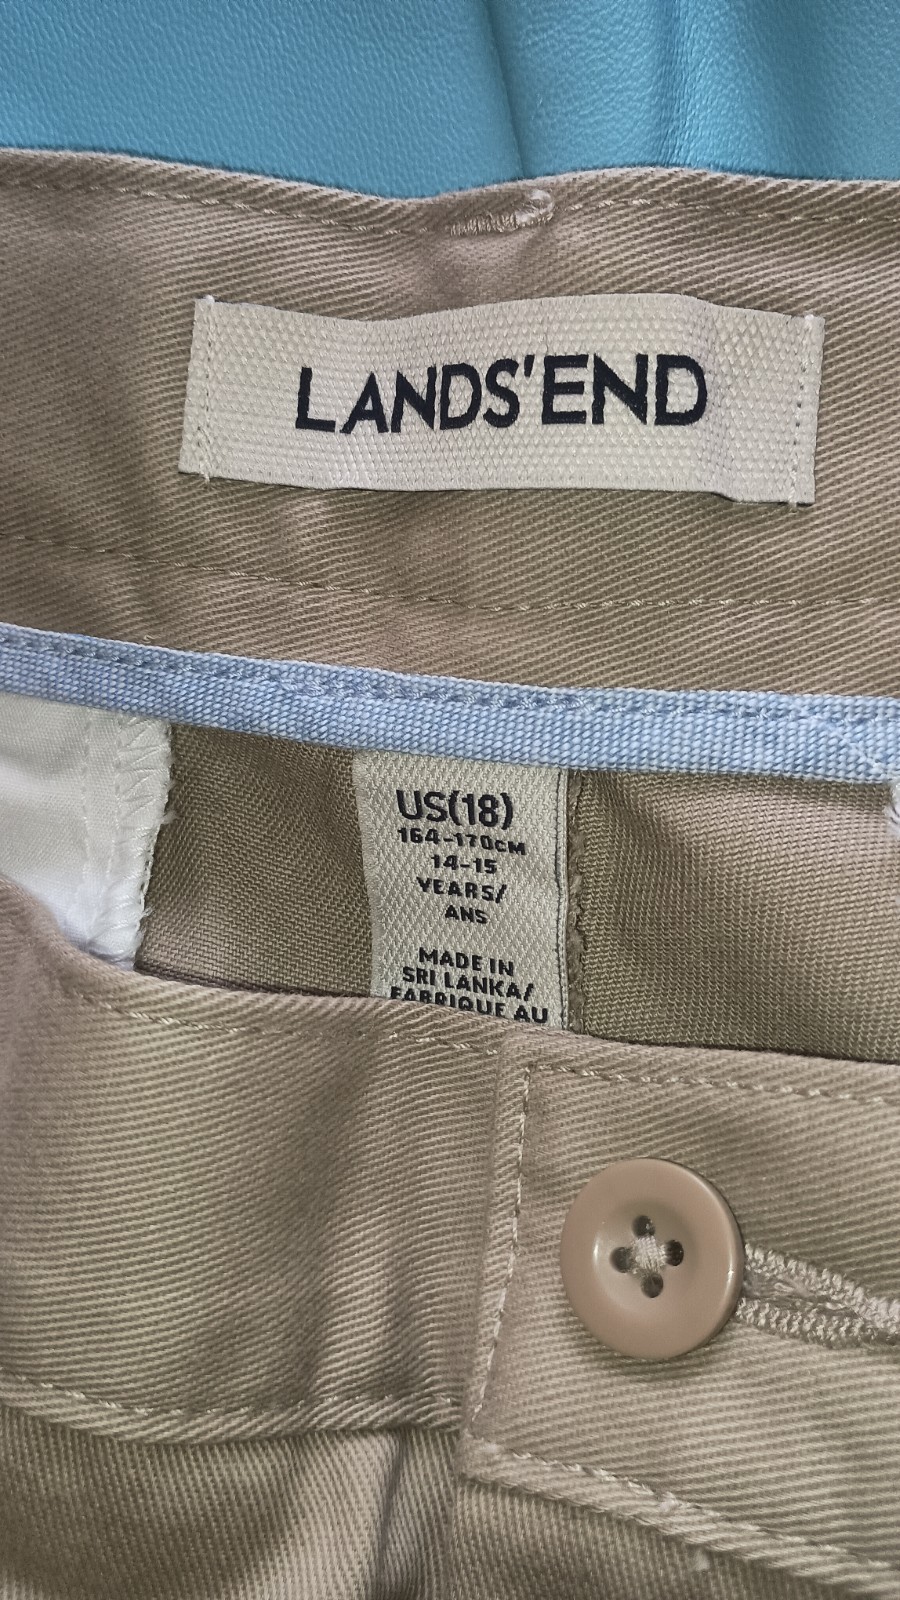 LANDS'END
US(18)
164-170CM
14-15
YEARS/
ANS
MADE IN
SRI LANKA/
FABRIQUE AU